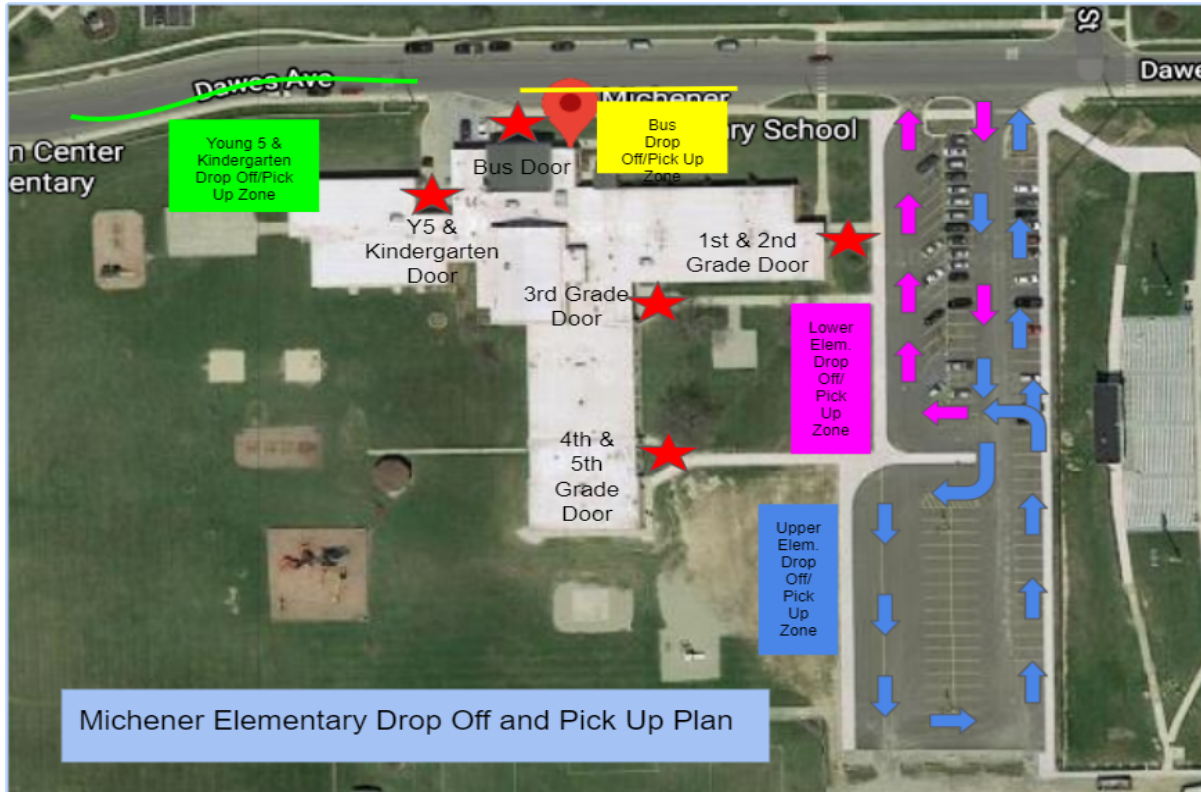 St
Dawes Ave
Dawe
Michener
ary School
n Center
entary
Young 5 &
Kindergarten
Drop Off/Pick
Up Zone
Bus
Drop
Off/Pick Up
Zone
Bus Door
Y5 &
Kindergarten
Door
1st & 2nd
Grade Door
3rd Grade
Door
Lower
Elem.
Drop
Off/
Pick
Up
Zone
4th &
5th
Grade
Door
Upper
Elem.
Drop
Off/
Pick
Up
Zone
Michener Elementary Drop Off and Pick Up Plan